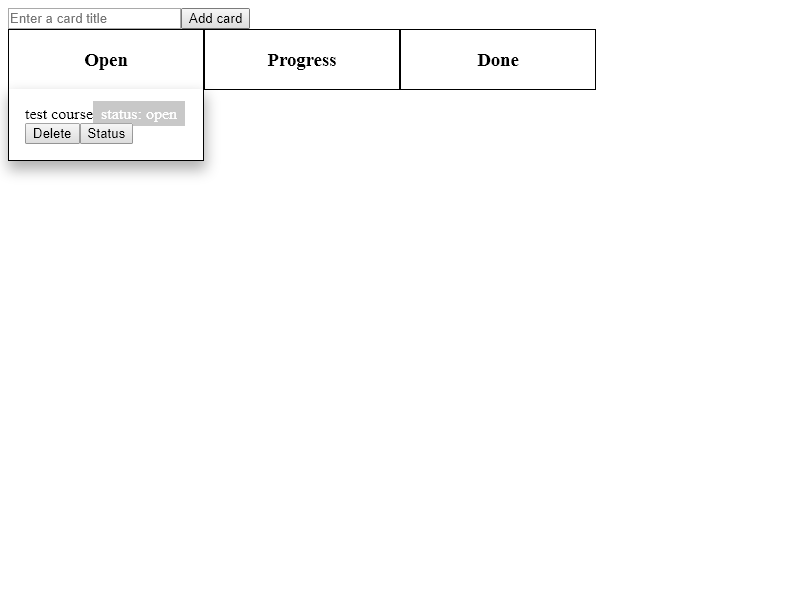 Enter a card title Add card
Open Progress Done
test course status: open
Delete Status